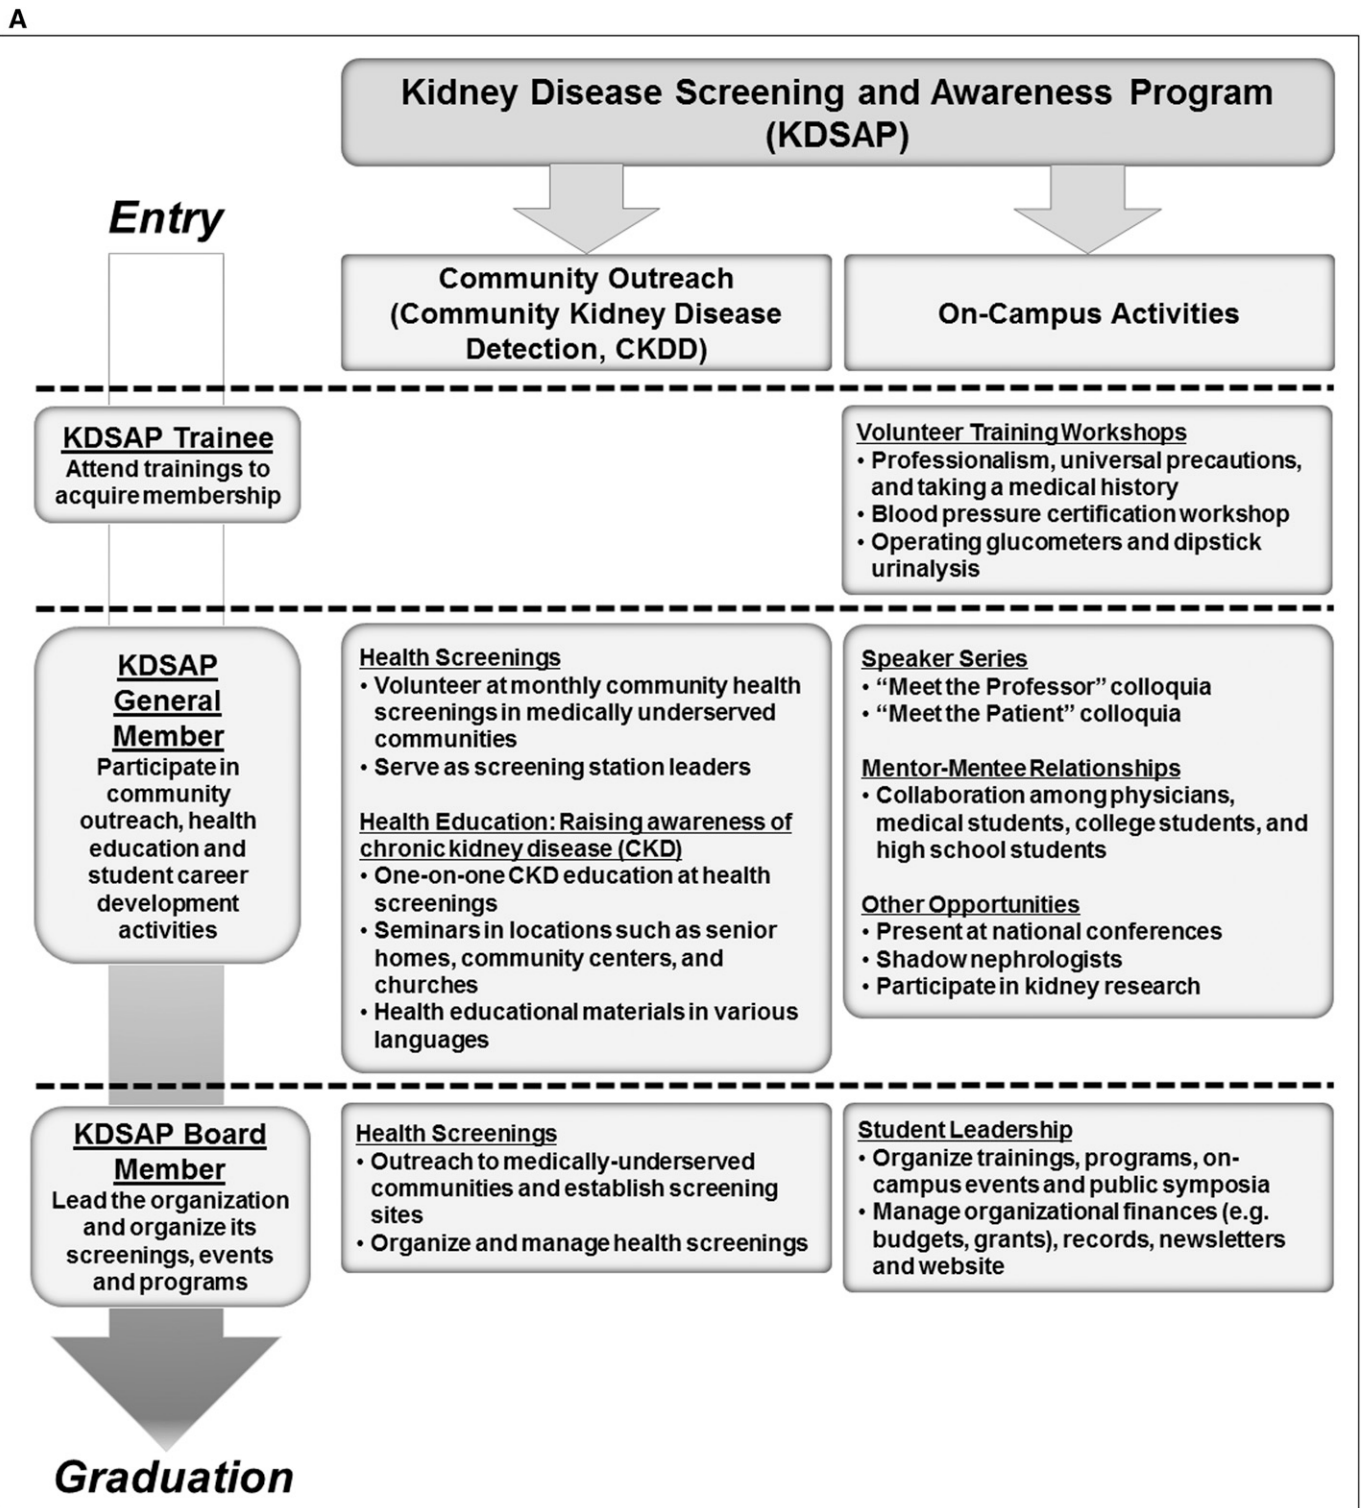 A
Kidney Disease Screening and Awareness Program
(KDSAP)
Entry
Community Outreach
(Community Kidney Disease
Detection, CKDD)
On-Campus Activities
KDSAP Trainee
Attend trainings to
acquire membership
Volunteer Training Workshops
• Professionalism, universal precautions,
and taking a medical history
• Blood pressure certification workshop
• Operating glucometers and dipstick
urinalysis
KDSAP
General
Member
Participate in
community
outreach, health
education and
student career
development
activities
Health Screenings
• Volunteer at monthly community health
screenings in medically underserved
communities
• Serve as screening station leaders
Health Education: Raising awareness of
chronic kidney disease (CKD)
• One-on-one CKD education at health
screenings
• Seminars in locations such as senior
homes, community centers, and
churches
• Health educational materials in various
languages
Speaker Series
• “Meet the Professor” colloquia
• “Meet the Patient” colloquia
Mentor-Mentee Relationships
• Collaboration among physicians,
medical students, college students, and
high school students
Other Opportunities
• Present at national conferences
• Shadow nephrologists
• Participate in kidney research
KDSAP Board
Member
Lead the organization
and organize its
screenings, events
and programs
Health Screenings
• Outreach to medically-underserved
communities and establish screening
sites
• Organize and manage health screenings
Student Leadership
• Organize trainings, programs, on-
campus events and public symposia
• Manage organizational finances (e.g.
budgets, grants), records, newsletters
and website
Graduation